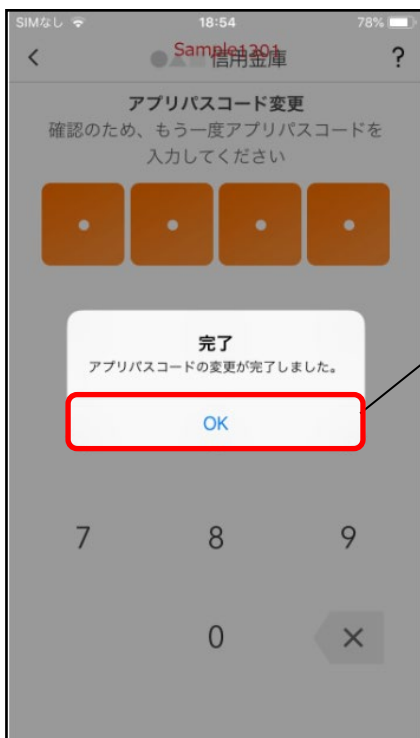 SIMなし 18:54 78%
●▲■信用金庫 ?
Sample1201
アプリパスコード変更
確認のため、もう一度アプリパスコードを
入力してください
完了
アプリパスコードの変更が完了しました。
OK
7 8 9
0